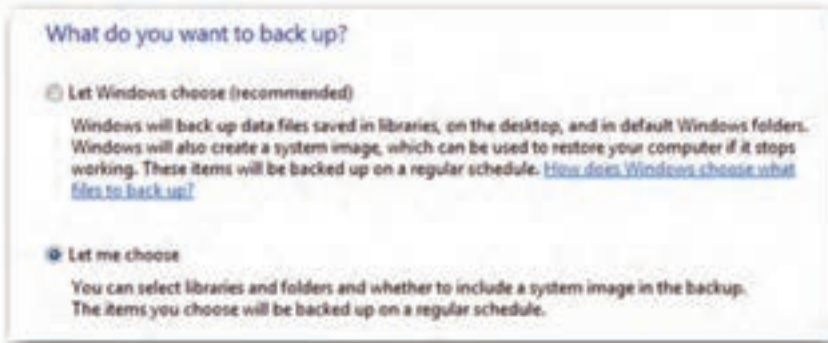 What do you want to back up?
Let Windows choose (recommended)
Windows will back up data files saved in libraries, on the desktop, and in default Windows folders.
Windows will also create a system image, which can be used to restore your computer if it stops
working. These items will be backed up on a regular schedule. How does Windows choose what
files to back up?
Let me choose
You can select libraries and folders and whether to include a system image in the backup.
The items you choose will be backed up on a regular schedule.